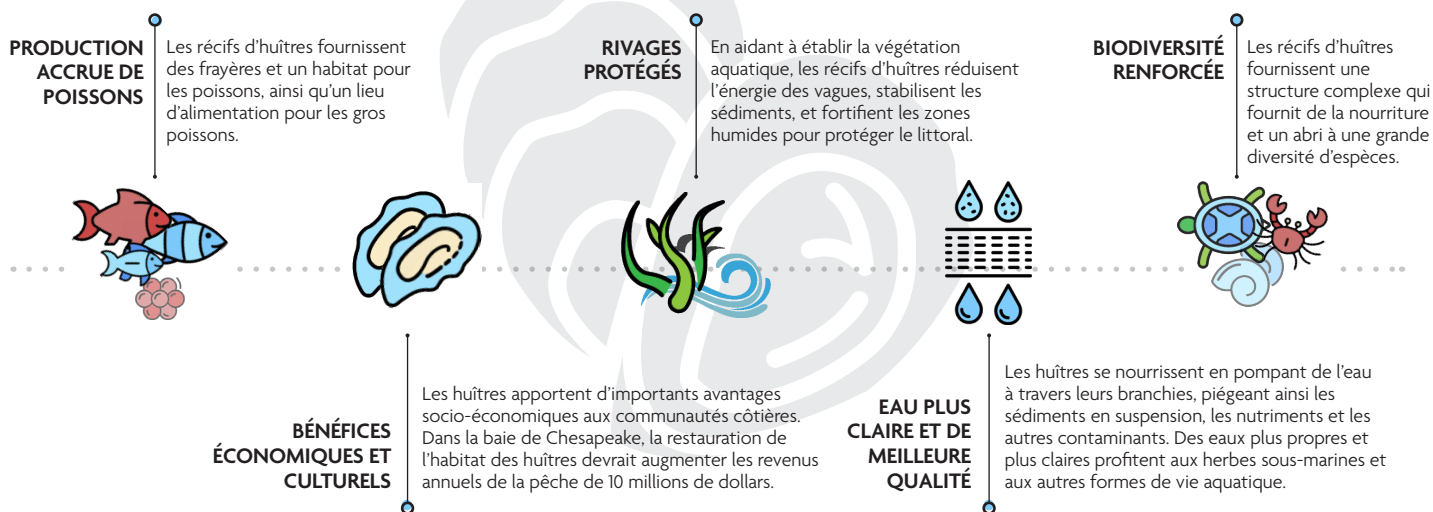 PRODUCTION
ACCRUE DE
POISSONS
Les récifs d'huîtres fournissent
des frayères et un habitat pour
les poissons, ainsi qu'un lieu
d'alimentation pour les gros
poissons.
RIVAGES
PROTÉGÉS
En aidant à établir la végétation
aquatique, les récifs d'huîtres réduisent
l'énergie des vagues, stabilisent les
sédiments, et fortifient les zones
humides pour protéger le littoral.
BIODIVERSITÉ
RENFORCÉE
Les récifs d'huîtres
fournissent une
structure complexe qui
fournit de la nourriture
et un abri à une grande
diversité d'espèces.
BÉNÉFICES
ÉCONOMIQUES ET
CULTURELS
Les huîtres apportent d'importants avantages
socio-économiques aux communautés côtières.
Dans la baie de Chesapeake, la restauration de
l'habitat des huîtres devrait augmenter les revenus
annuels de la pêche de 10 millions de dollars.
EAU PLUS
CLAIRE ET DE
MEILLEURE
QUALITÉ
Les huîtres se nourrissent en pompant de l'eau
à travers leurs branchies, piégeant ainsi les
sédiments en suspension, les nutriments et les
autres contaminants. Des eaux plus propres et
plus claires profitent aux herbes sous-marines et
aux autres formes de vie aquatique.